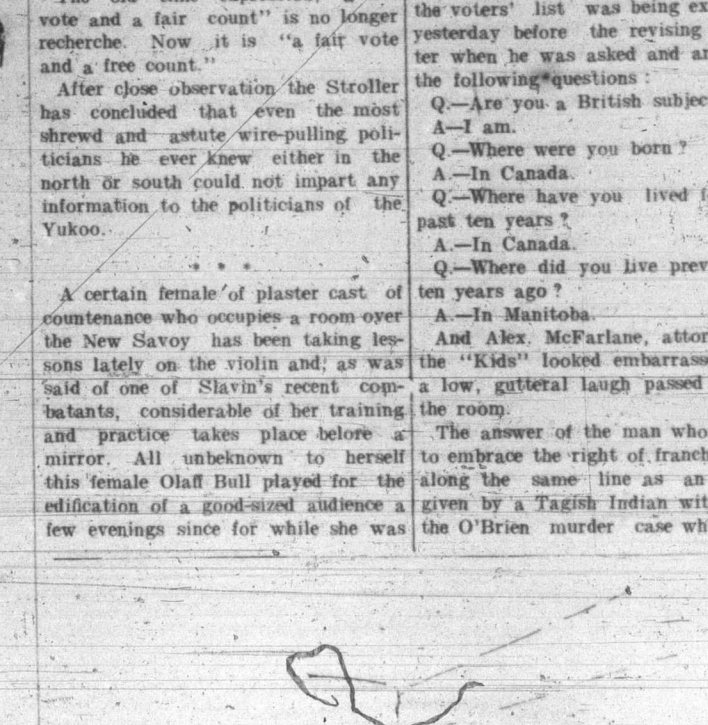 vote and a fair count" is no longer
recherche. Now it is "a fair vote
and a free count."
After close observation the Stroller
has concluded that even the most
shrewd and astute wire-pulling poli-
ticians he ever knew either in the
north or south could not impart any
information to the politicians of the
Yukoo.
* * *
A certain female of plaster cast of
countenance who occupies a room over
the New Savoy has been taking les-
sons lately on the violin and, as was
said of one of Slavin's recent com-
batants, considerable of her training
and practice takes place before a
mirror. All unbeknown to herself
this female Olaff Bull played for the
edification of a good-sized audience a
few evenings since for while she was
the voters' list was being ex
yesterday before the revising
ter when he was asked and an
the following questions :
Q.—Are you a British subjec
A—I am.
Q.—Where were you born ?
A.—In Canada.
Q.—Where have you lived f
past ten years ?
A.—In Canada.
Q.—Where did you live prev
ten years ago ?
A.—In Manitoba.
And Alex. McFarlane, attor
the "Kids" looked embarrass
a low, gutteral laugh passed
the room.
The answer of the man who
to embrace the right of franch
along the same line as an
given by a Tagish Indian wit
the O'Brien murder case wh